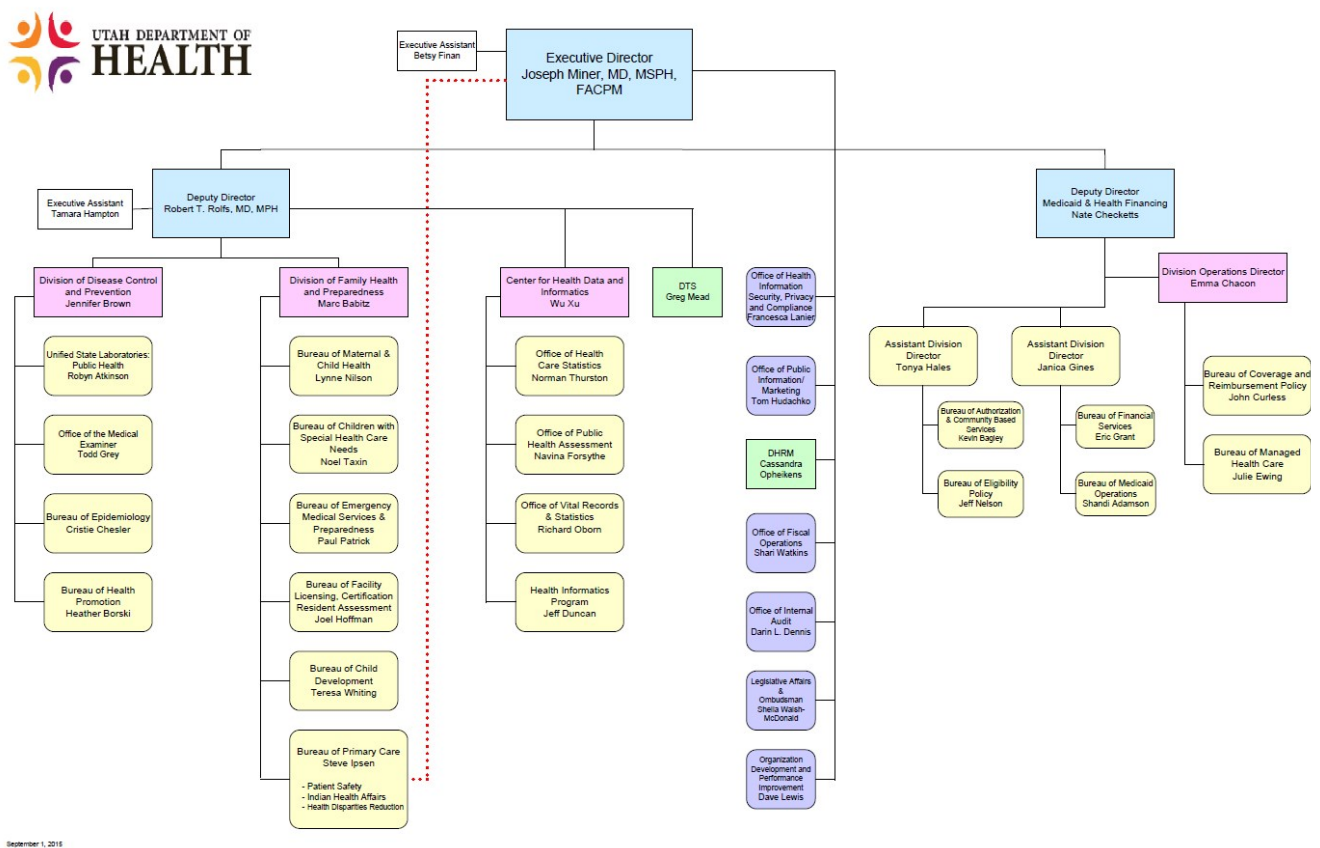 UTAH DEPARTMENT OF
HEALTH
Executive Assistant
Betsy Finan
Executive Director
Joseph Miner, MD, MSPH,
FACPM
Executive Assistant
Tamara Hampton
Deputy Director
Robert T. Rolfs, MD, MPH
Deputy Director
Medicaid & Health Financing
Nate Checketts
Division of Disease Control
and Prevention
Jennifer Brown
Unified State Laboratories:
Public Health
Robyn Atkinson
Office of the Medical
Examiner
Todd Grey
Bureau of Epidemiology
Cristie Chesler
Bureau of Health
Promotion
Heather Borski
Division of Family Health
and Preparedness
Marc Babitz
Bureau of Maternal &
Child Health
Lynne Nilson
Bureau of Children with
Special Health Care
Needs
Noel Taxin
Bureau of Emergency
Medical Services &
Preparedness
Paul Patrick
Bureau of Facility
Licensing, Certification
Resident Assessment
Joel Hoffman
Bureau of Child
Development
Teresa Whiting
Bureau of Primary Care
Steve Ipsen
- Patient Safety
- Indian Health Affairs
- Health Disparities Reduction
Center for Health Data and
Informatics
Wu Xu
Office of Health
Care Statistics
Norman Thurston
Office of Public
Health Assessment
Navina Forsythe
Office of Vital Records
& Statistics
Richard Oborn
Health Informatics
Program
Jeff Duncan
DTS
Greg Mead
Office of Health
Information
Security, Privacy
and Compliance
Francesca Lanier
Office of Public
Information/
Marketing
Tom Hudachko
DHRM
Cassandra
Opheikens
Office of Fiscal
Operations
Shari Watkins
Office of Internal
Audit
Darin L. Dennis
Legislative Affairs
&
Ombudsman
Sheila Walsh-
McDonald
Organization
Development and
Performance
Improvement
Dave Lewis
Division Operations Director
Emma Chacon
Assistant Division
Director
Tonya Hales
Bureau of Authorization
& Community Based
Services
Kevin Bagley
Bureau of Eligibility
Policy
Jeff Nelson
Assistant Division
Director
Janica Gines
Bureau of Financial
Services
Eric Grant
Bureau of Medicaid
Operations
Shandi Adamson
Bureau of Coverage and
Reimbursement Policy
John Curless
Bureau of Managed
Health Care
Julie Ewing
September 1, 2015